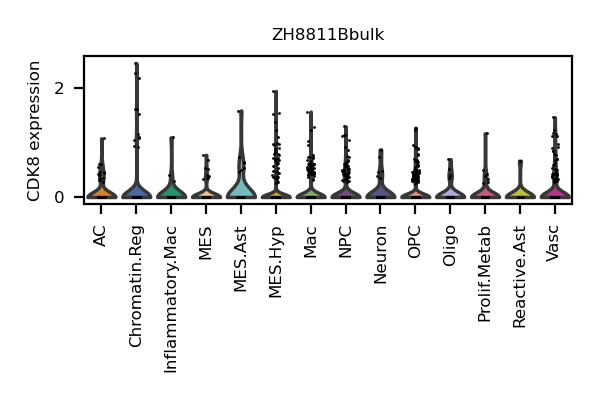 ZH8811Bbulk
CDK8 expression
2
0
AC
Chromatin.Reg
Inflammatory.Mac
MES
MES.Ast
MES.Hyp
Mac
NPC
Neuron
OPC
Oligo
Prolif.Metab
Reactive.Ast
Vasc